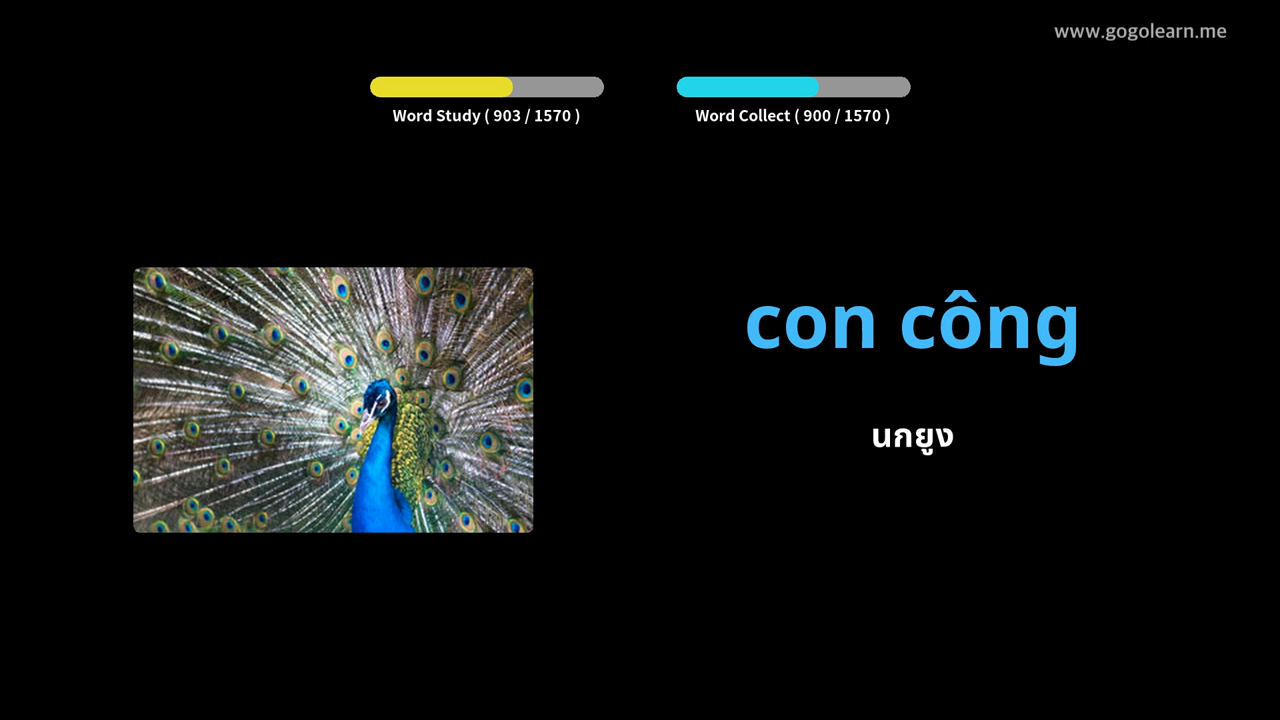 www.gogolearn.me
Word Study ( 903 / 1570 )
Word Collect ( 900 / 1570 )
con công
นกยูง